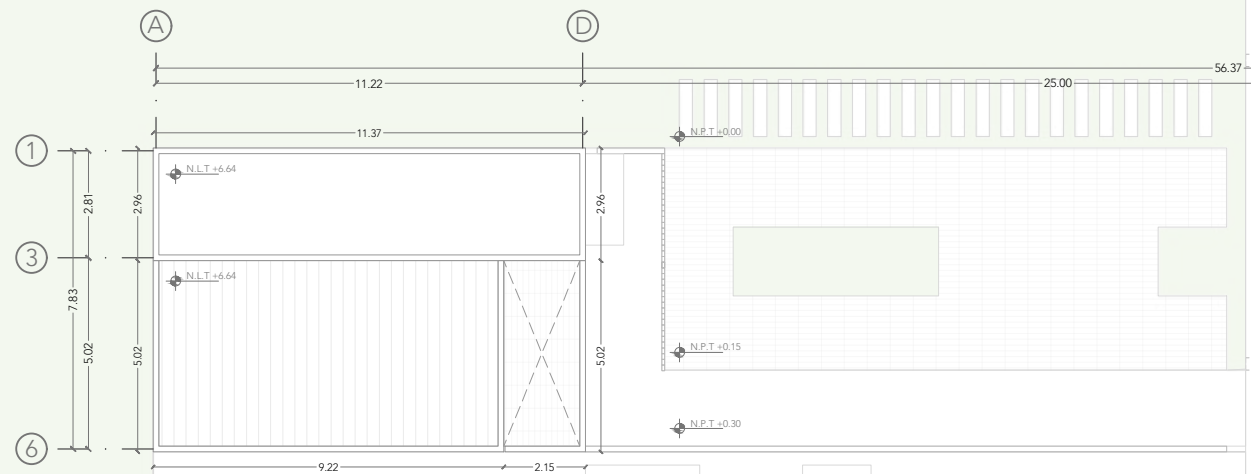 A D
56.37
11.22 25.00
11.37
N.P.T +0.00
1
N.L.T +6.64
2.81 2.96 2.96
3
N.L.T +6.64
7.83
5.02 5.02 5.02
N.P.T +0.15
N.P.T +0.30
6
9.22 2.15